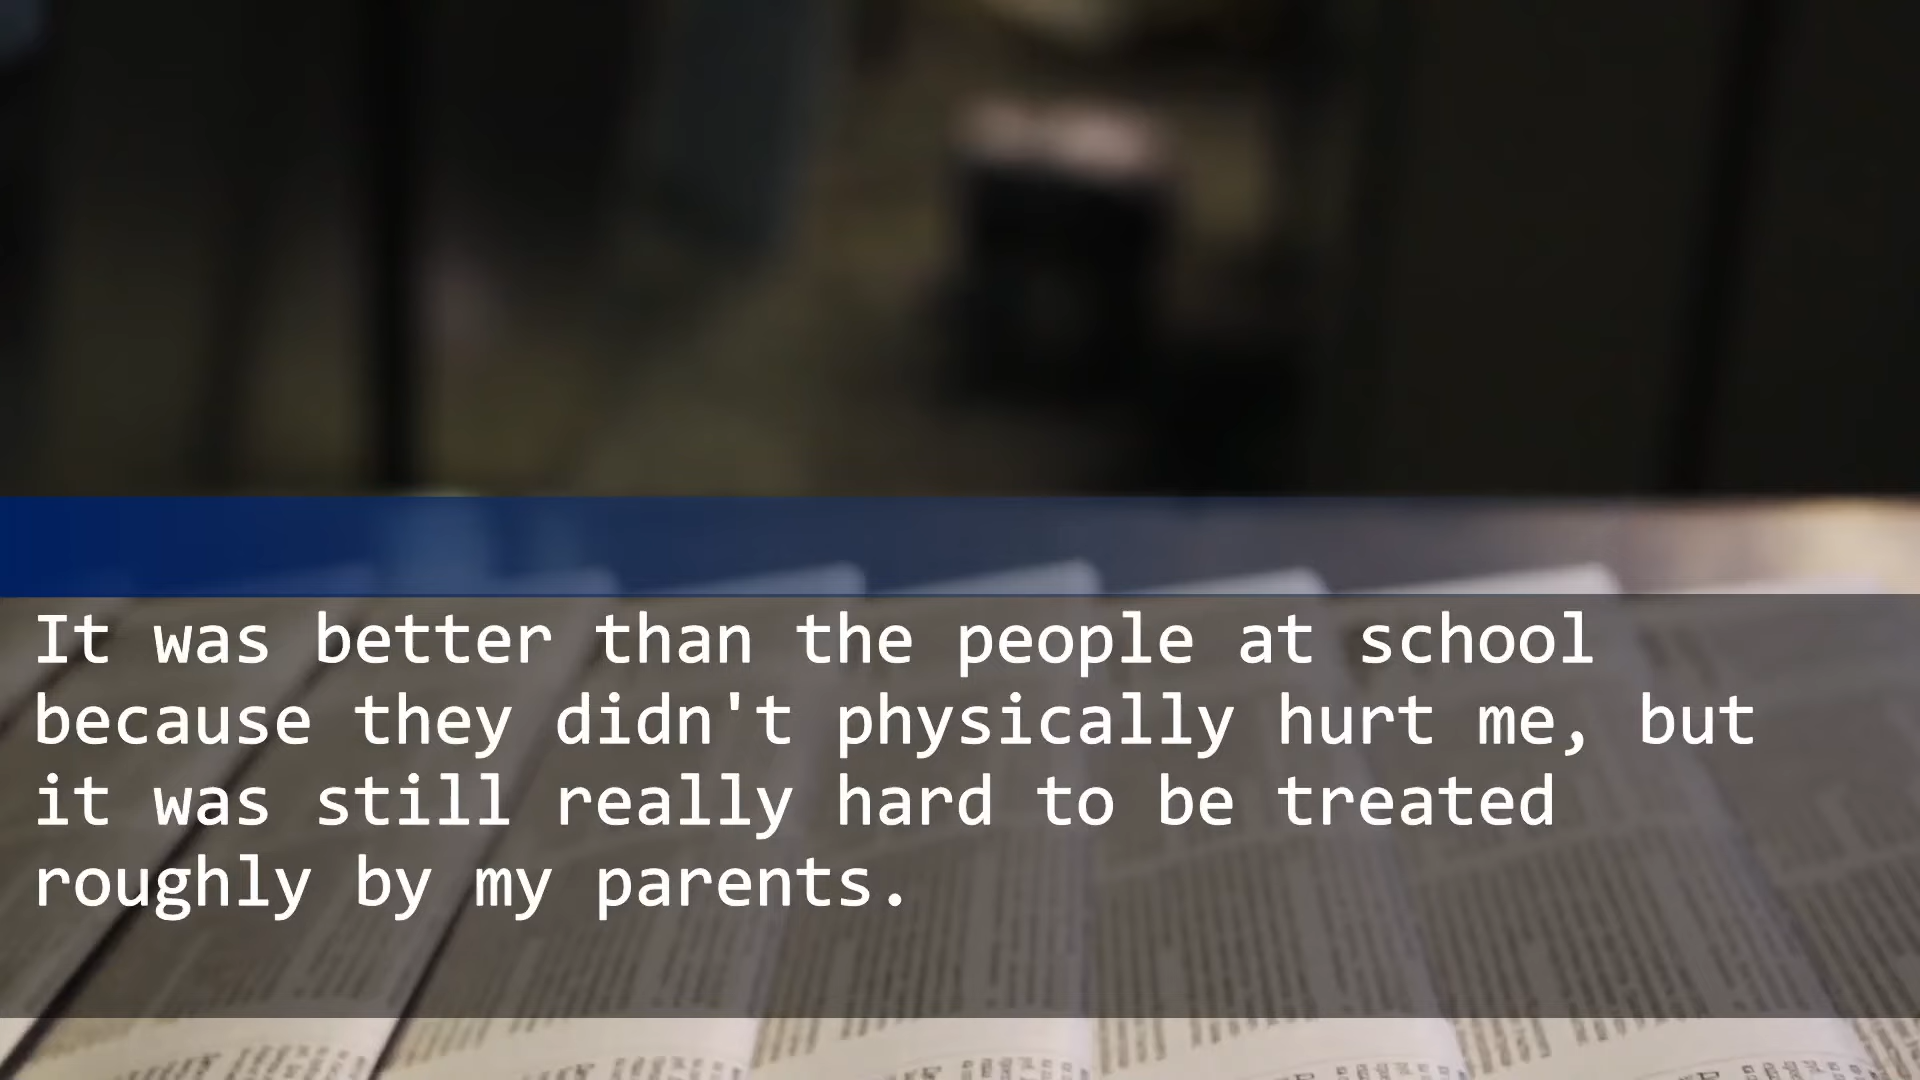 It was better than the people at school
because they didn't physically hurt me, but
it was still really hard to be treated
roughly by my parents.